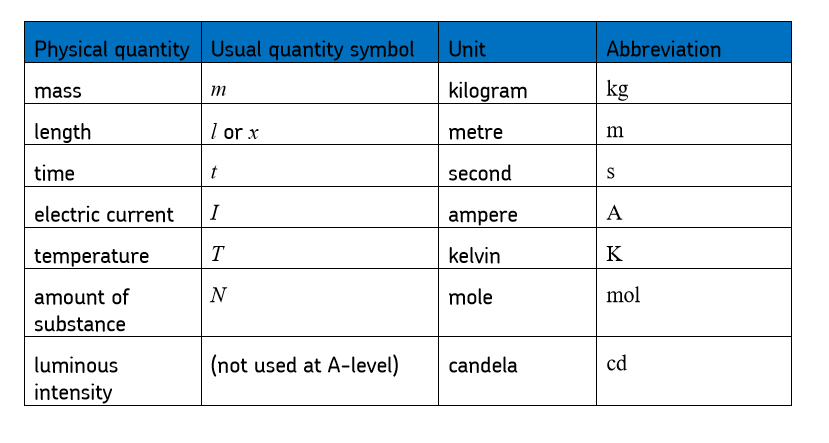 Physical quantity Usual quantity symbol Unit Abbreviation
mass m kilogram kg
length l or x metre m
time t second s
electric current I ampere A
temperature T kelvin K
amount of N mole mol
substance
luminous (not used at A-level) candela cd
intensity